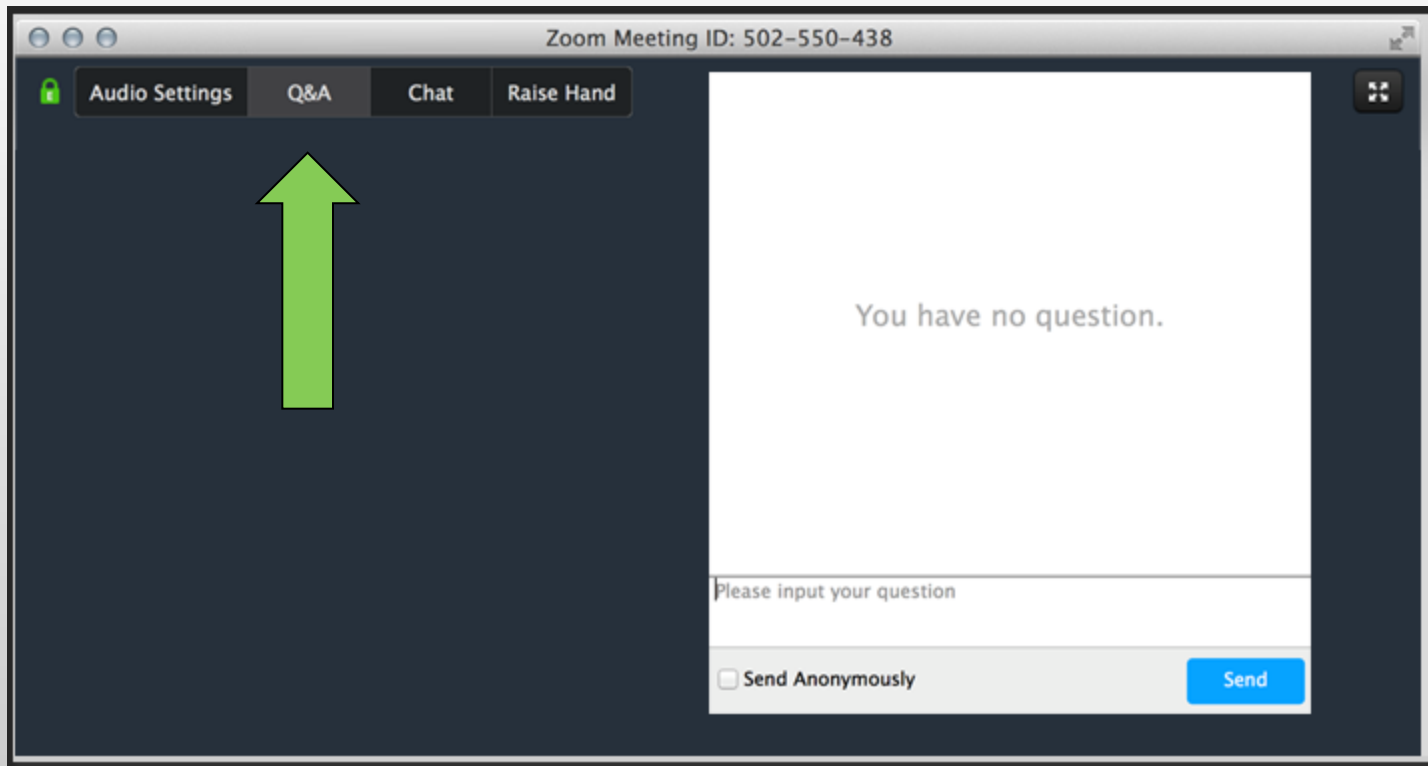 Zoom Meeting ID: 502-550-438
Audio Settings Q&A Chat Raise Hand
You have no question.
Please input your question
Send Anonymously Send